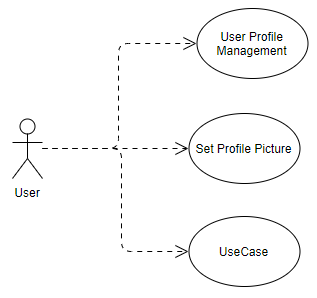 User Profile
Management
Set Profile Picture
User
UseCase